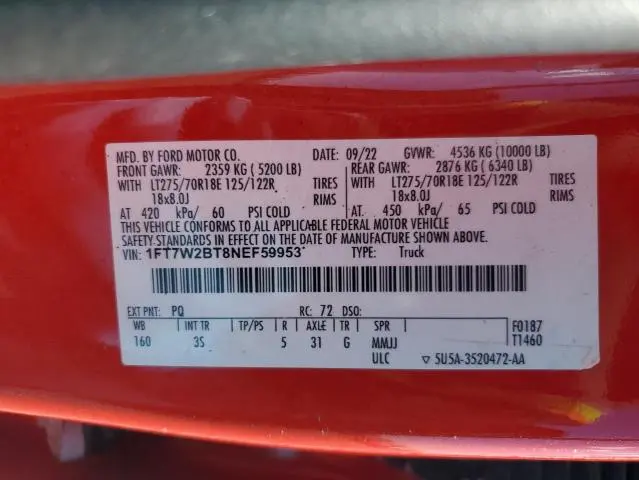 MFD. BY FORD MOTOR CO. DATE: 09/22 GVWR: 4536 KG (10000 LB)
FRONT GAWR: 2359 KG ( 5200 LB) REAR GAWR: 2876 KG ( 6340 LB)
WITH LT275/70R18E 125/122R TIRES WITH LT275/70R18E 125/122R TIRES
18x8.0J RIMS 18x8.0J RIMS
AT 420 kPa/ 60 PSI COLD AT 450 kPa/ 65 PSI COLD
THIS VEHICLE CONFORMS TO ALL APPLICABLE FEDERAL MOTOR VEHICLE
SAFETY STANDARDS IN EFFECT ON THE DATE OF MANUFACTURE SHOWN ABOVE.
VIN: 1FT7W2BT8NEF59953 TYPE: Truck
EXT PNT: PQ RC: 72 DSO:
WB INT TR TP/PS R AXLE TR SPR F0187
160 3S 5 31 G MMJJ T1460
ULC ▽ 5U5A-3520472-AA